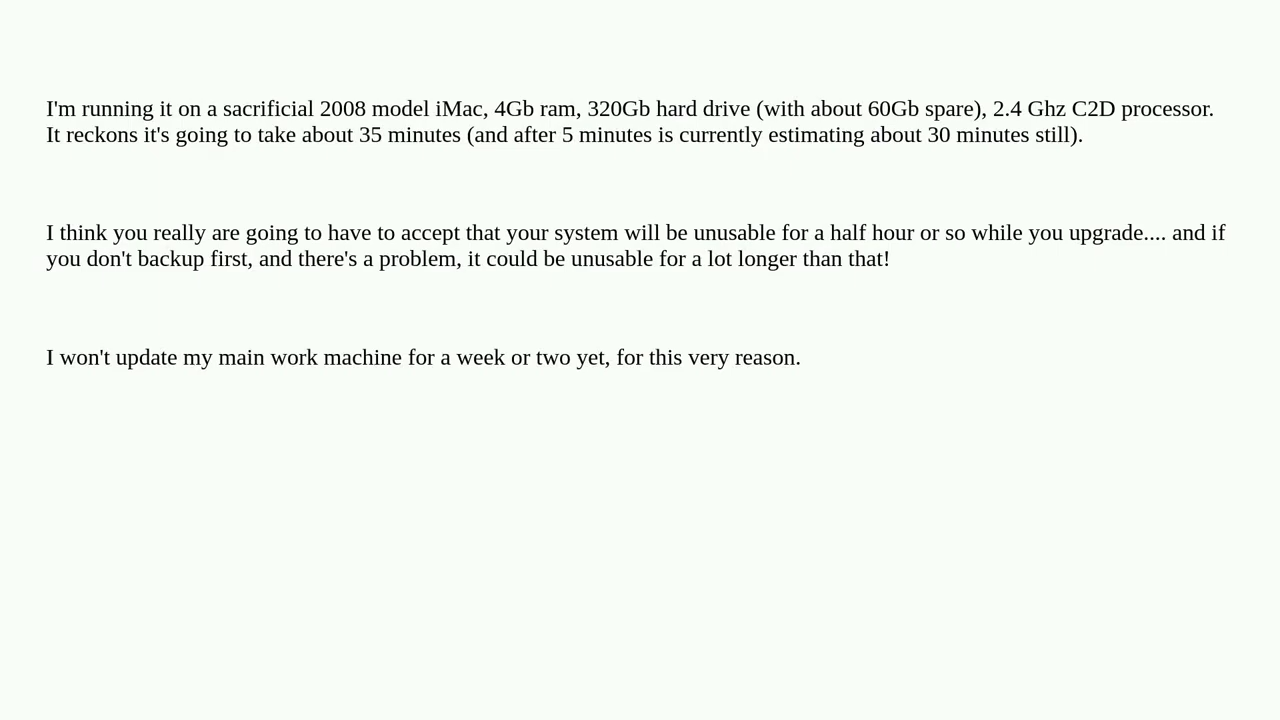 I'm running it on a sacrificial 2008 model iMac, 4Gb ram, 320Gb hard drive (with about 60Gb spare), 2.4 Ghz C2D processor.
It reckons it's going to take about 35 minutes (and after 5 minutes is currently estimating about 30 minutes still).
I think you really are going to have to accept that your system will be unusable for a half hour or so while you upgrade.... and if
you don't backup first, and there's a problem, it could be unusable for a lot longer than that!
I won't update my main work machine for a week or two yet, for this very reason.